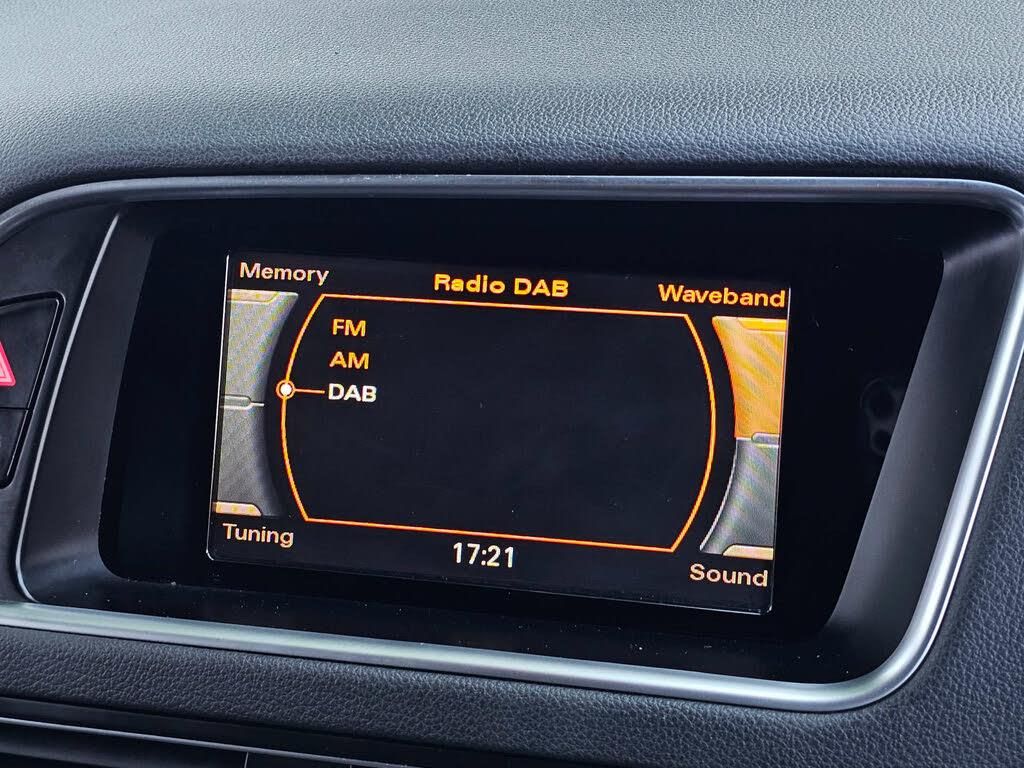 Memory
Radio DAB
Waveband
FM
AM
DAB
Tuning
17:21
Sound